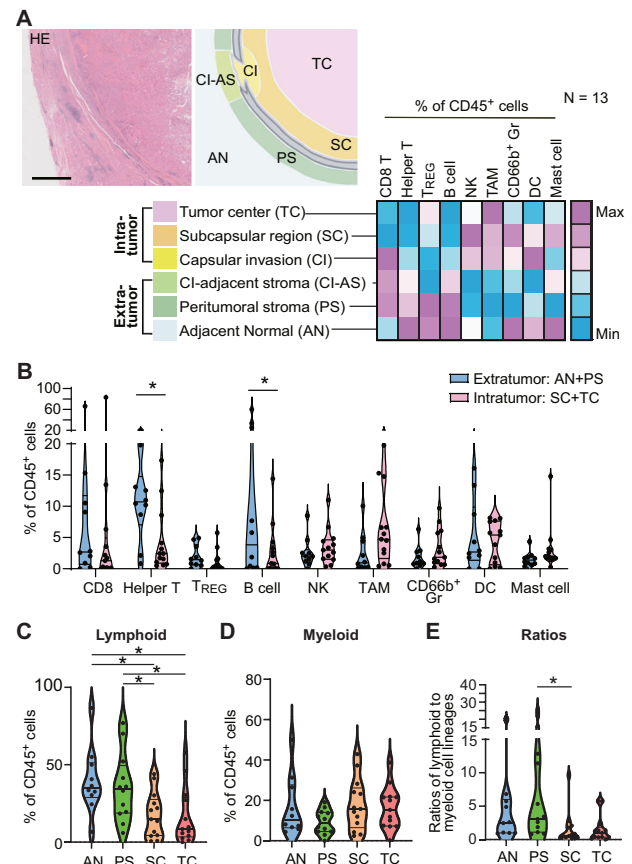 A
HE
CI-AS
CI
TC
AN
PS
SC
% of CD45+ cells
N = 13
CD8 T
Helper T
TREG
B cell
NK
TAM
CD66b+ Gr
DC
Mast cell
Intra-
tumor
Tumor center (TC)
Subcapsular region (SC)
Capsular invasion (CI)
Extra-
tumor
CI-adjacent stroma (CI-AS)
Peritumoral stroma (PS)
Adjacent Normal (AN)
Max
Min
B
% of CD45+ cells
100
80
60
40
20
15
10
5
0
*
*
Extratumor: AN+PS
Intratumor: SC+TC
CD8
Helper T
TREG
B cell
NK
TAM
CD66b+
Gr
DC
Mast cell
C
Lymphoid
% of CD45+ cells
100
50
0
*
*
*
*
AN
PS
SC
TC
D
Myeloid
% of CD45+ cells
80
60
40
20
0
AN
PS
SC
TC
E
Ratios
Ratios of lymphoid to
myeloid cell lineages
40
30
20
15
10
5
0
*
AN
PS
SC
TC